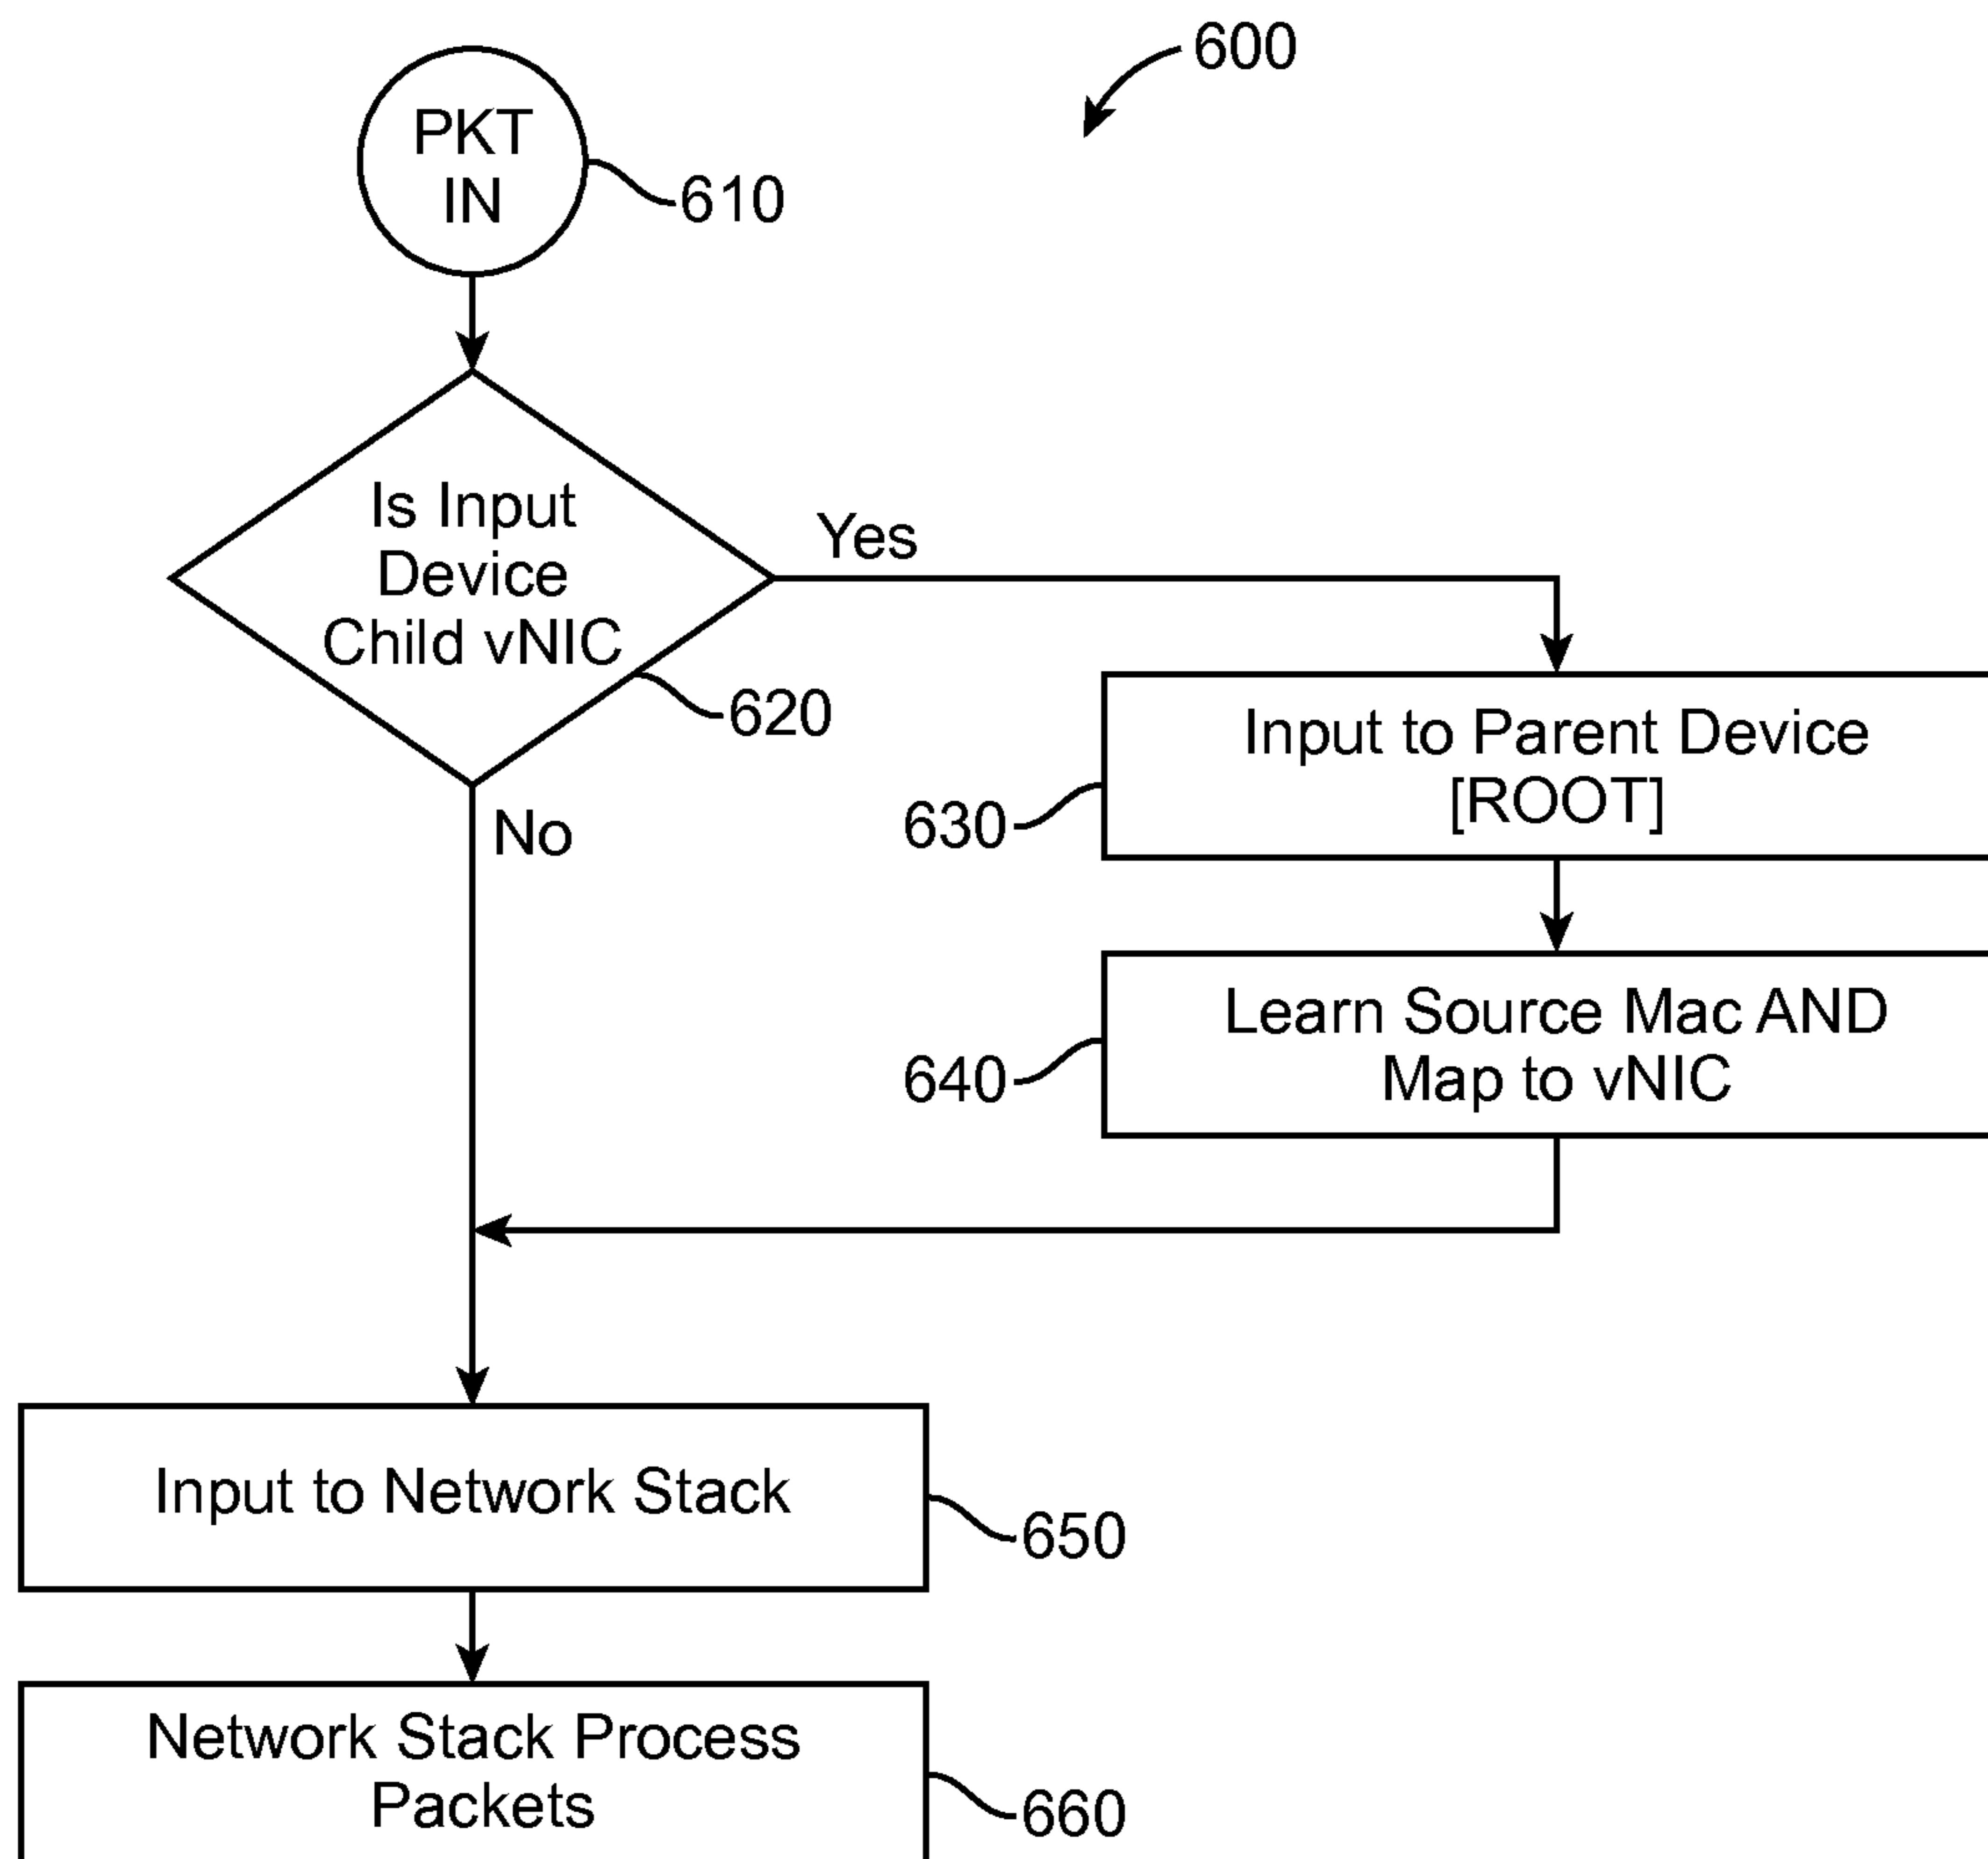 600
PKT
IN
610
Is Input
Device
Child vNIC
Yes
620
No
Input to Parent Device
[ROOT]
630
Learn Source Mac AND
Map to vNIC
640
Input to Network Stack
650
Network Stack Process
Packets
660